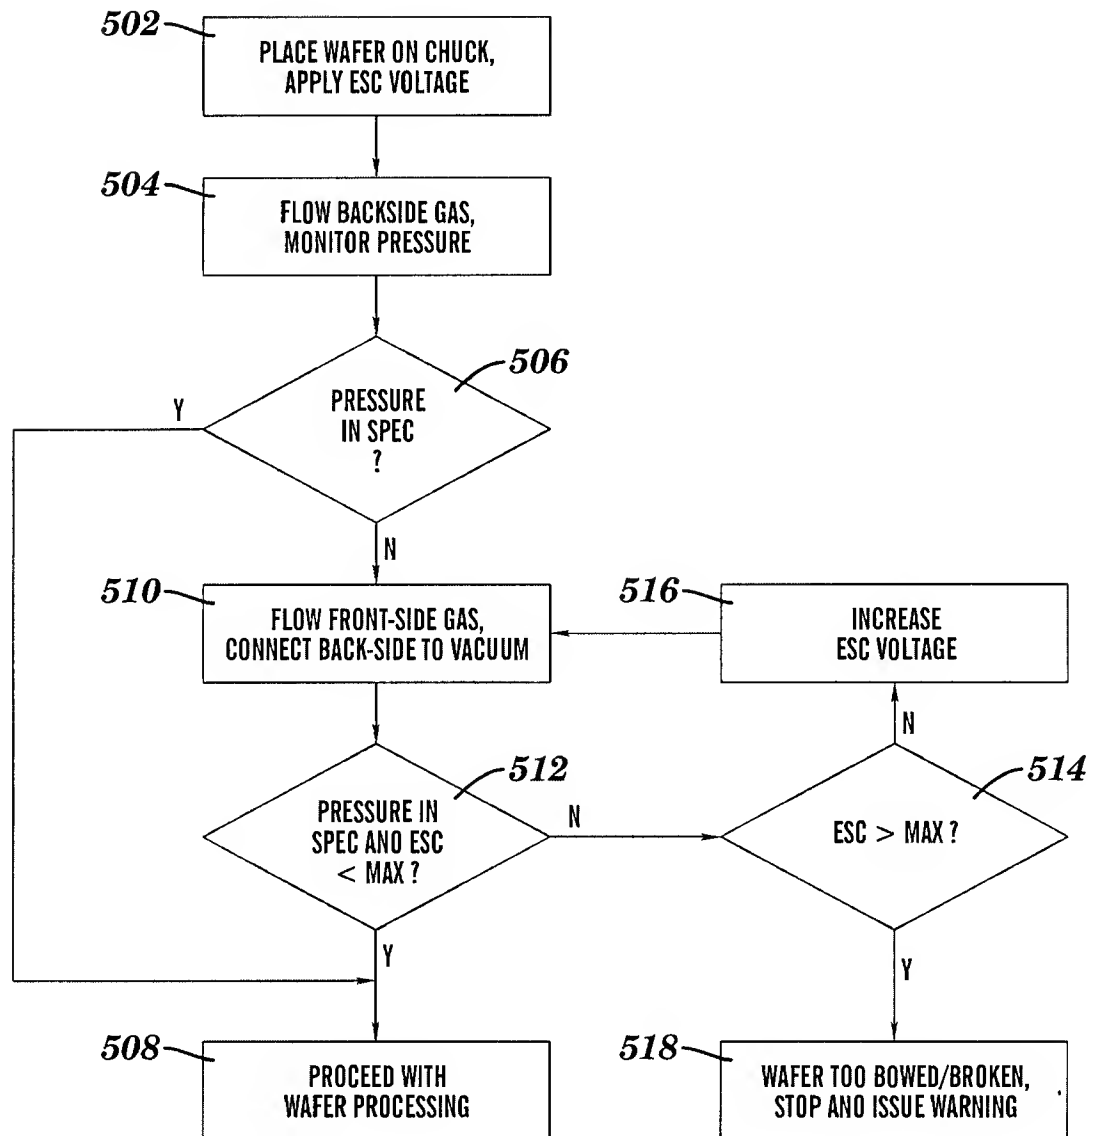 502
PLACE WAFER ON CHUCK,
APPLY ESC VOLTAGE
504
FLOW BACKSIDE GAS,
MONITOR PRESSURE
506
PRESSURE
IN SPEC
?
Y
N
510
FLOW FRONT-SIDE GAS,
CONNECT BACK-SIDE TO VACUUM
516
INCREASE
ESC VOLTAGE
N
512
PRESSURE IN
SPEC AND ESC
< MAX ?
N
514
ESC > MAX ?
Y
Y
508
PROCEED WITH
WAFER PROCESSING
518
WAFER TOO BOWED/BROKEN,
STOP AND ISSUE WARNING